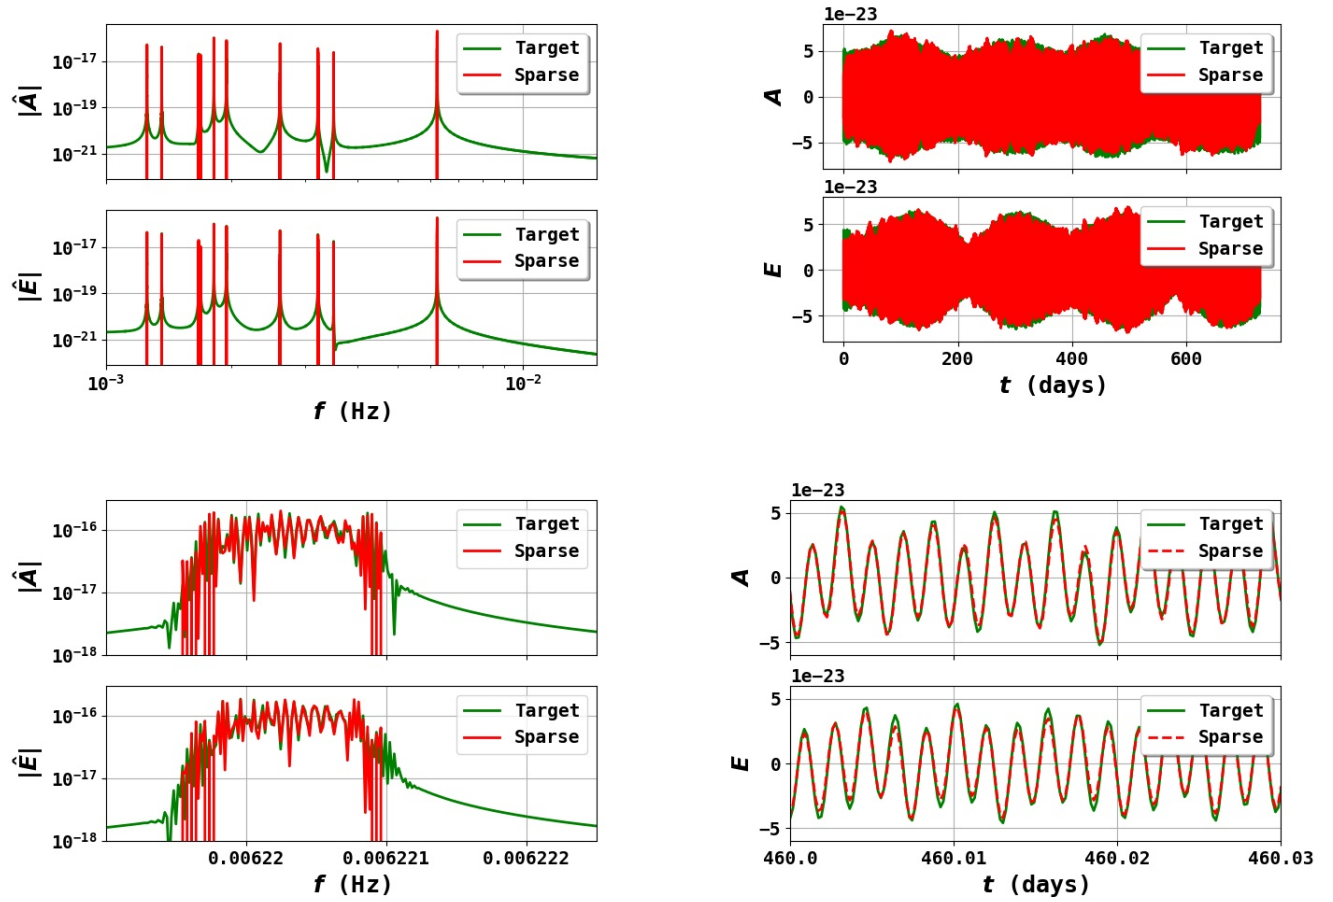 |Â|
10⁻¹⁷
10⁻¹⁹
10⁻²¹
Target
Sparse
|Ê|
10⁻¹⁷
10⁻¹⁹
10⁻²¹
Target
Sparse
10⁻³
10⁻²
f (Hz)
1e−23
A
5
0
−5
Target
Sparse
1e−23
E
5
0
−5
Target
Sparse
0
200
400
600
t (days)
|Â|
10⁻¹⁶
10⁻¹⁷
10⁻¹⁸
Target
Sparse
|Ê|
10⁻¹⁶
10⁻¹⁷
10⁻¹⁸
Target
Sparse
0.00622
0.006221
0.006222
f (Hz)
1e−23
A
5
0
−5
Target
Sparse
1e−23
E
5
0
−5
Target
Sparse
460.0
460.01
460.02
460.03
t (days)